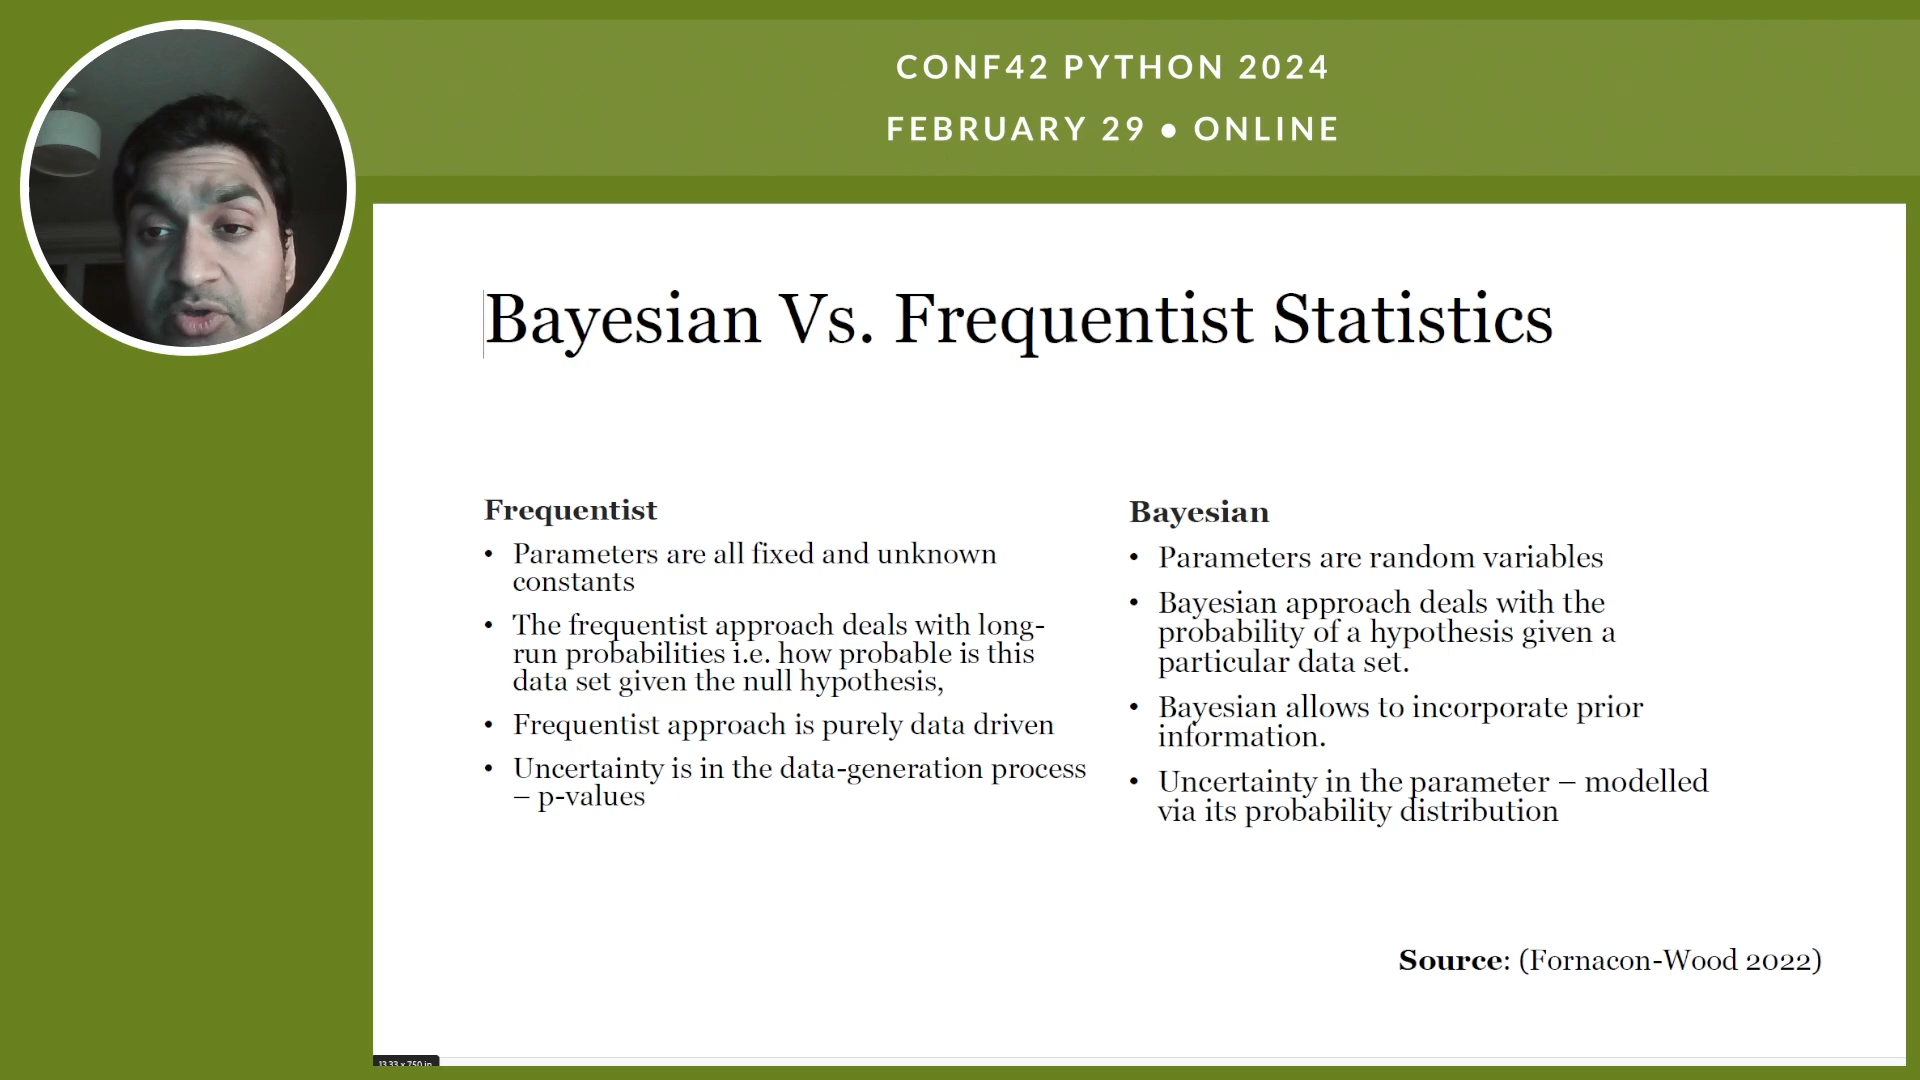 CONF42 PYTHON 2024
FEBRUARY 29 • ONLINE
Bayesian Vs. Frequentist Statistics
Frequentist
• Parameters are all fixed and unknown
constants
• The frequentist approach deals with long-
run probabilities i.e. how probable is this
data set given the null hypothesis,
• Frequentist approach is purely data driven
• Uncertainty is in the data-generation process
– p-values
Bayesian
• Parameters are random variables
• Bayesian approach deals with the
probability of a hypothesis given a
particular data set.
• Bayesian allows to incorporate prior
information.
• Uncertainty in the parameter – modelled
via its probability distribution
Source: (Fornacon-Wood 2022)